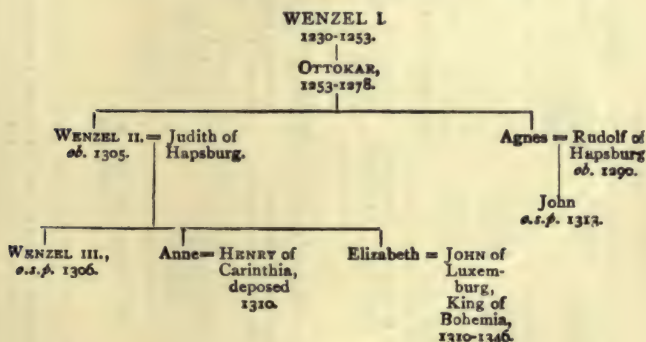 WENZEL I.
1230-1253.
OTTOKAR,
1253-1278.
WENZEL II. = Judith of
ob. 1305. Hapsburg.
Agnes = Rudolf of
Hapsburg
ob. 1290.
John
o.s.p. 1313.
WENZEL III.,
o.s.p. 1306.
Anne = HENRY of
Carinthia,
deposed
1310.
Elizabeth = JOHN of
Luxem-
burg,
King of
Bohemia,
1310-1346.